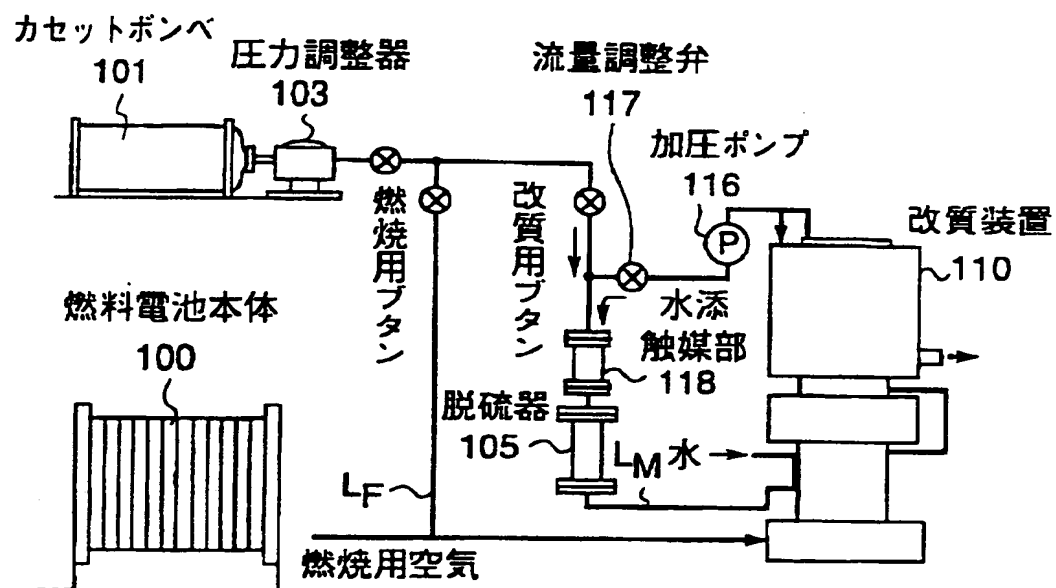 カセットボンベ
101
圧力調整器
103
流量調整弁
117
加圧ポンプ
116
P
改質装置
110
燃焼用ブタン
改質用ブタン
水添
触媒部
118
燃料電池本体
100
脱硫器
105
LM 水
LF
燃焼用空気